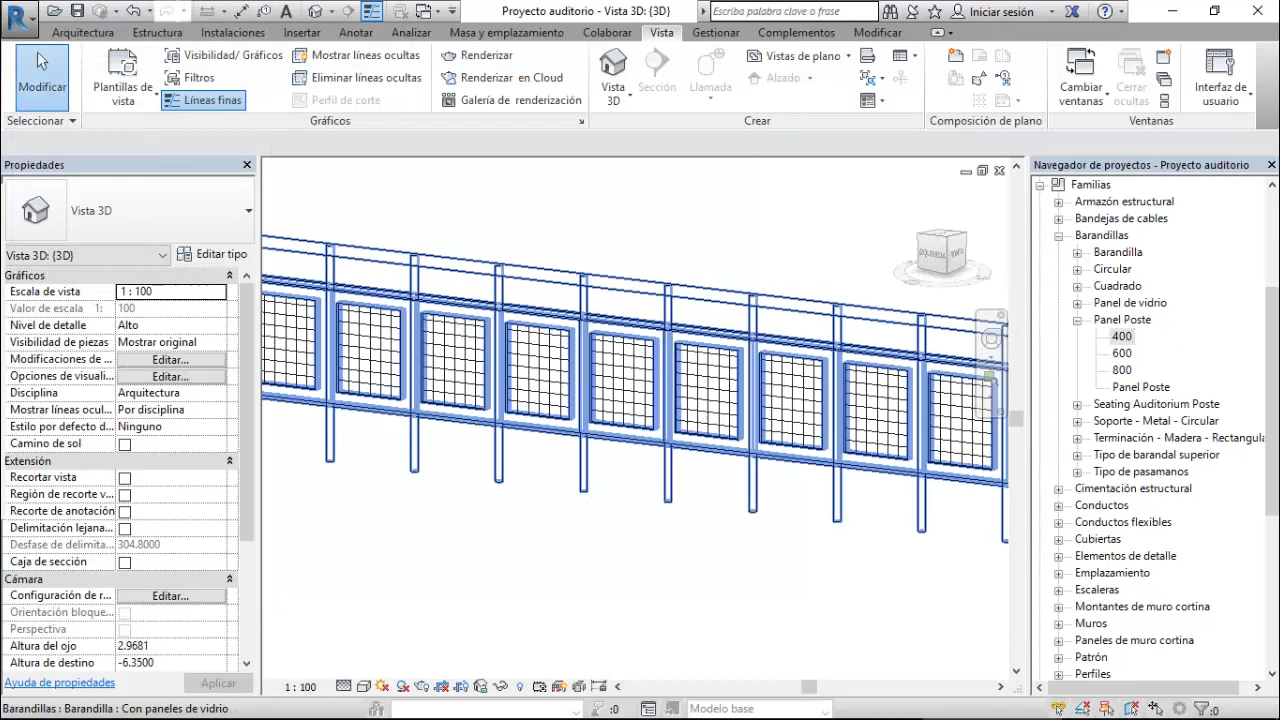 Proyecto auditorio - Vista 3D: {3D}
Escriba palabra clave o frase
Iniciar sesión
Arquitectura
Estructura
Instalaciones
Insertar
Anotar
Analizar
Masa y emplazamiento
Colaborar
Vista
Gestionar
Complementos
Modificar
Modificar
Seleccionar
Plantillas de vista
Visibilidad/ Gráficos
Filtros
Líneas finas
Mostrar líneas ocultas
Eliminar líneas ocultas
Perfil de corte
Renderizar
Renderizar en Cloud
Galería de renderización
Gráficos
Vista 3D
Sección
Llamada
Vistas de plano
Alzado
Crear
Composición de plano
Cambiar ventanas
Cerrar ocultas
Interfaz de usuario
Ventanas
Propiedades
Vista 3D
Vista 3D: {3D}
Editar tipo
Gráficos
Escala de vista 1 : 100
Valor de escala 1: 100
Nivel de detalle Alto
Visibilidad de piezas Mostrar original
Modificaciones de ... Editar...
Opciones de visuali... Editar...
Disciplina Arquitectura
Mostrar líneas ocul... Por disciplina
Estilo por defecto d... Ninguno
Camino de sol
Extensión
Recortar vista
Región de recorte v...
Recorte de anotación
Delimitación lejana...
Desfase de delimita... 304.8000
Caja de sección
Cámara
Configuración de r... Editar...
Orientación bloque...
Perspectiva
Altura del ojo 2.9681
Altura de destino -6.3500
Ayuda de propiedades
Aplicar
IZQUIERDA
1 : 100
Navegador de proyectos - Proyecto auditorio
Familias
Armazón estructural
Bandejas de cables
Barandillas
Barandilla
Circular
Cuadrado
Panel de vidrio
Panel Poste
400
600
800
Panel Poste
Seating Auditorium Poste
Soporte - Metal - Circular
Terminación - Madera - Rectangula
Tipo de barandal superior
Tipo de pasamanos
Cimentación estructural
Conductos
Conductos flexibles
Cubiertas
Elementos de detalle
Emplazamiento
Escaleras
Montantes de muro cortina
Muros
Paneles de muro cortina
Patrón
Perfiles
Barandillas : Barandilla : Con paneles de vidrio
:0
Modelo base
:0